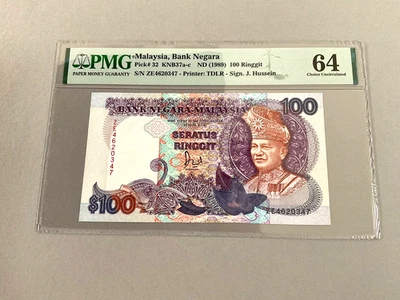 PMG
PAPER MONEY GUARANTY
Malaysia, Bank Negara
Pick# 32 KNB37a-c ND (1989) 100 Ringgit
S/N ZE4620347 - Printer: TDLR - Sign. J. Hussein
64
Choice Uncirculated
BANK NEGARA MALAYSIA
100
SERATUS
RINGGIT
ZE4620347
$100
ZE4620347